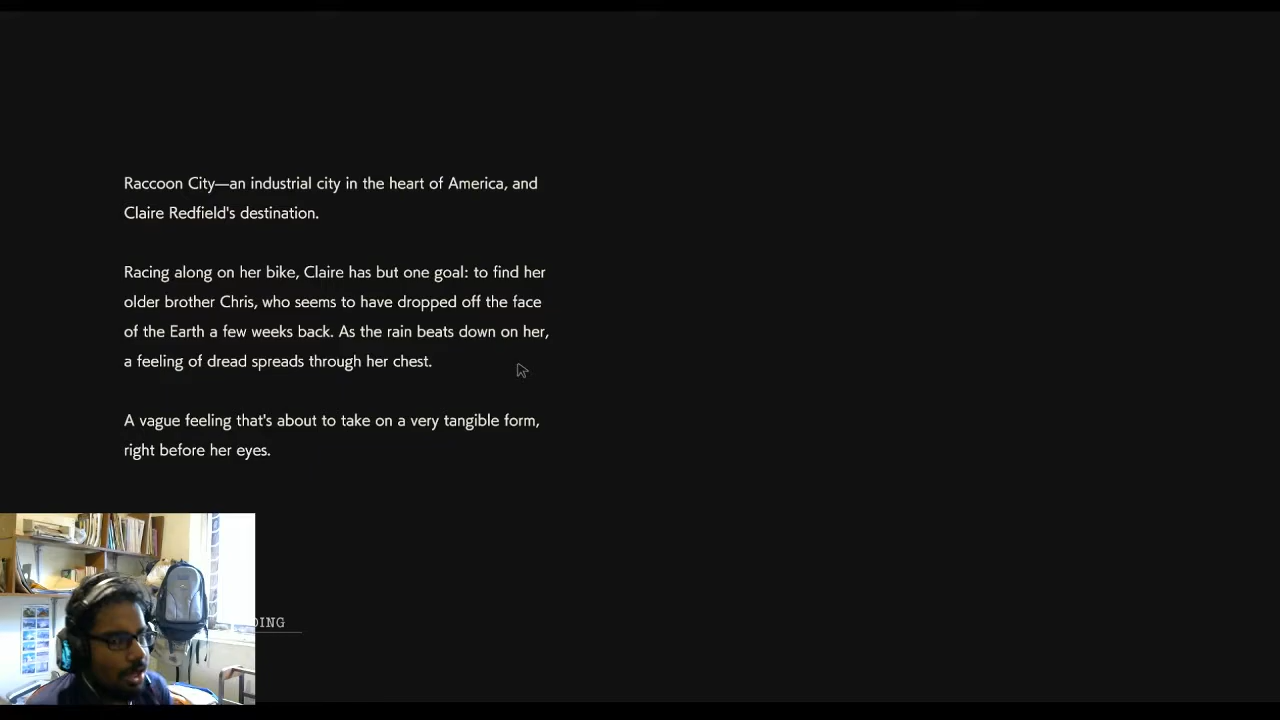 Raccoon City—an industrial city in the heart of America, and
Claire Redfield's destination.
Racing along on her bike, Claire has but one goal: to find her
older brother Chris, who seems to have dropped off the face
of the Earth a few weeks back. As the rain beats down on her,
a feeling of dread spreads through her chest.
A vague feeling that's about to take on a very tangible form,
right before her eyes.
DING